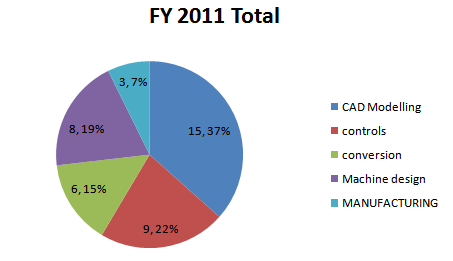 FY 2011 Total
3, 7%
15, 37%
8, 19%
6, 15%
9, 22%
CAD Modelling
controls
conversion
Machine design
MANUFACTURING